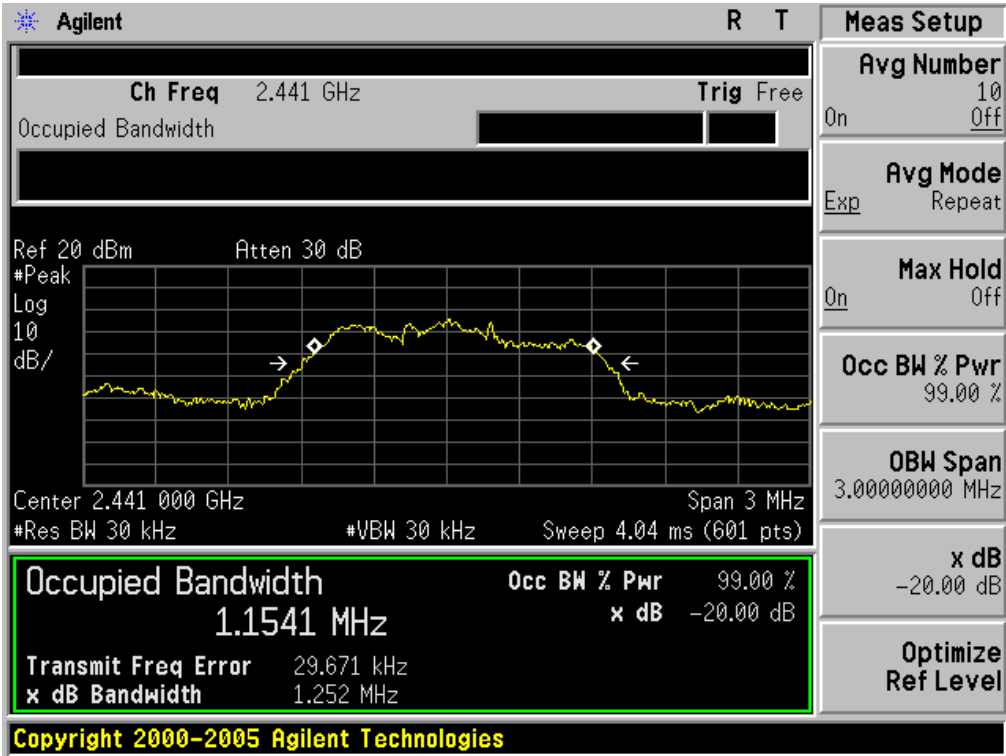 Agilent R T
Ch Freq 2.441 GHz Trig Free
Occupied Bandwidth
Ref 20 dBm Atten 30 dB
#Peak
Log
10
dB/
Center 2.441 000 GHz Span 3 MHz
#Res BW 30 kHz #VBW 30 kHz Sweep 4.04 ms (601 pts)
Occupied Bandwidth
1.1541 MHz
Occ BW % Pwr 99.00 %
x dB -20.00 dB
Transmit Freq Error 29.671 kHz
x dB Bandwidth 1.252 MHz
Copyright 2000-2005 Agilent Technologies
Meas Setup
Avg Number
10
On Off
Avg Mode
Exp Repeat
Max Hold
On Off
Occ BW % Pwr
99.00 %
OBW Span
3.00000000 MHz
x dB
-20.00 dB
Optimize
Ref Level